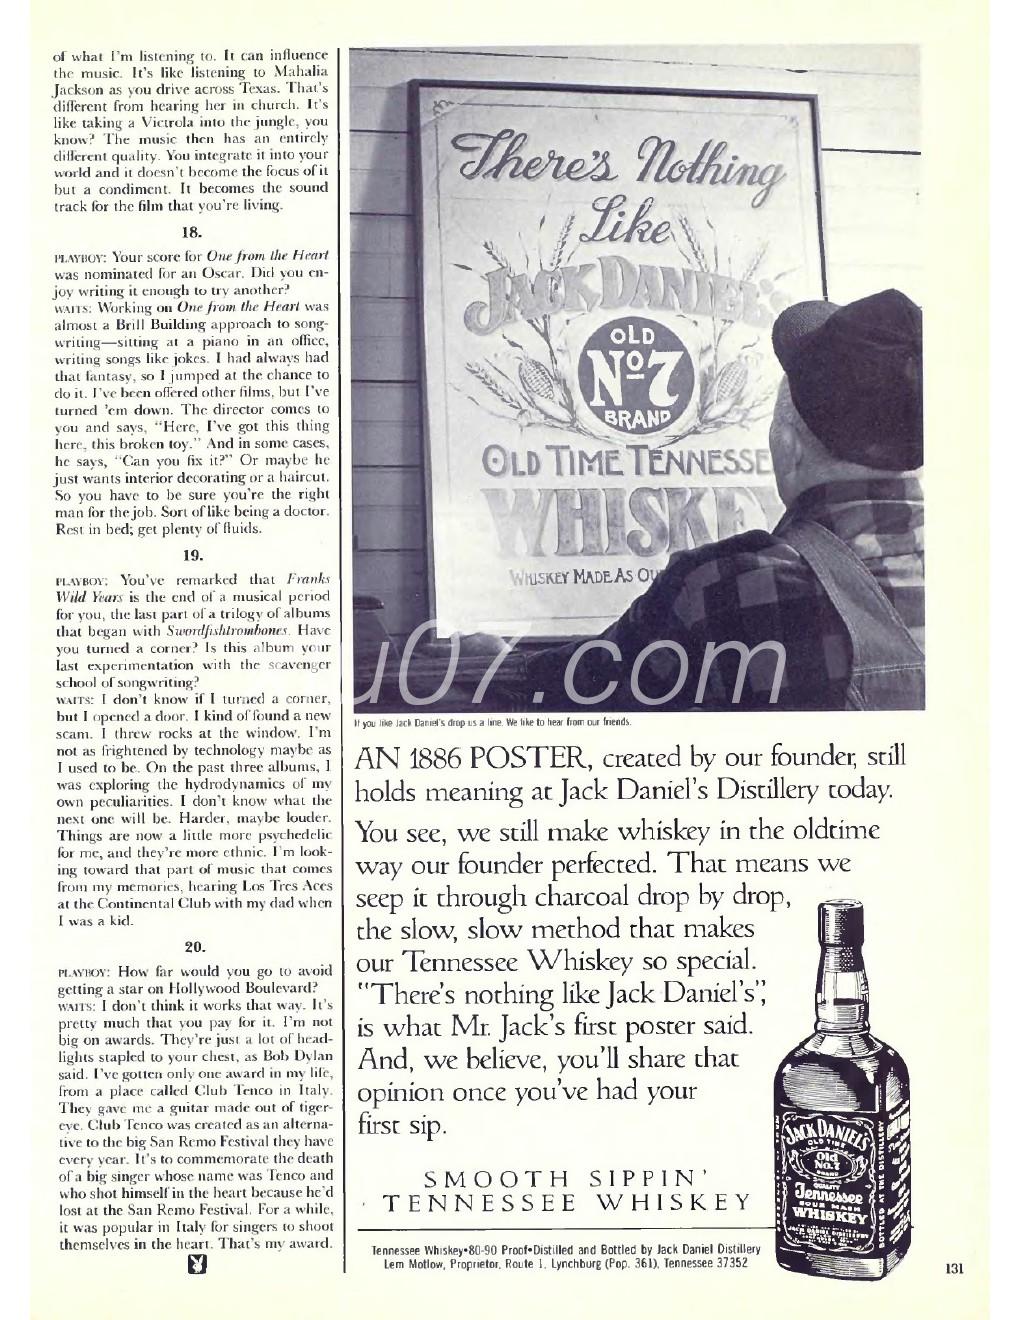 of what I'm listening to. It can influence
the music. It's like listening to Mahalia
Jackson as you drive across Texas. That's
different from hearing her in church. It's
like taking a Victrola into the jungle, you
know? The music then has an entirely
different quality. You integrate it into your
world and it doesn't become the focus of it
but a condiment. It becomes the sound
track for the film that you're living.
18.
PLAYBOY: Your score for One from the Heart
was nominated for an Oscar. Did you en-
joy writing it enough to try another?
WAITS: Working on One from the Heart was
almost a Brill Building approach to song-
writing—sitting at a piano in an office,
writing songs like jokes. I had always had
that fantasy, so I jumped at the chance to
do it. I've been offered other films, but I've
turned 'em down. The director comes to
you and says, "Here, I've got this thing
here, this broken toy." And in some cases,
he says, "Can you fix it?" Or maybe he
just wants interior decorating or a haircut.
So you have to be sure you're the right
man for the job. Sort of like being a doctor.
Rest in bed; get plenty of fluids.
19.
PLAYBOY: You've remarked that Franks
Wild Years is the end of a musical period
for you, the last part of a trilogy of albums
that began with Swordfishtrombones. Have
you turned a corner? Is this album your
last experimentation with the scavenger
school of songwriting?
WAITS: I don't know if I turned a corner,
but I opened a door. I kind of found a new
scam. I threw rocks at the window. I'm
not as frightened by technology maybe as
I used to be. On the past three albums, I
was exploring the hydrodynamics of my
own peculiarities. I don't know what the
next one will be. Harder, maybe louder.
Things are now a little more psychedelic
for me, and they're more ethnic. I'm look-
ing toward that part of music that comes
from my memories, hearing Los Tres Aces
at the Continental Club with my dad when
I was a kid.
20.
PLAYBOY: How far would you go to avoid
getting a star on Hollywood Boulevard?
WAITS: I don't think it works that way. It's
pretty much that you pay for it. I'm not
big on awards. They're just a lot of head-
lights stapled to your chest, as Bob Dylan
said. I've gotten only one award in my life,
from a place called Club Tenco in Italy.
They gave me a guitar made out of tiger-
eye. Club Tenco was created as an alterna-
tive to the big San Remo Festival they have
every year. It's to commemorate the death
of a big singer whose name was Tenco and
who shot himself in the heart because he'd
lost at the San Remo Festival. For a while,
it was popular in Italy for singers to shoot
themselves in the heart. That's my award.
There's Nothing
Like
JACK DANIEL'S
OLD
No 7
BRAND
OLD TIME TENNESSE
WHISKEY
WHISKEY MADE AS OU
u07.com
If you like Jack Daniel's drop us a line. We like to hear from our friends.
AN 1886 POSTER, created by our founder, still
holds meaning at Jack Daniel's Distillery today.
You see, we still make whiskey in the oldtime
way our founder perfected. That means we
seep it through charcoal drop by drop,
the slow, slow method that makes
our Tennessee Whiskey so special.
"There's nothing like Jack Daniel's",
is what Mr. Jack's first poster said.
And, we believe, you'll share that
opinion once you've had your
first sip.
SMOOTH SIPPIN'
TENNESSEE WHISKEY
Tennessee Whiskey•80-90 Proof•Distilled and Bottled by Jack Daniel Distillery
Lem Motlow, Proprietor, Route 1, Lynchburg (Pop. 361), Tennessee 37352
JACK DANIEL'S
OLD TIME
Old
No.7
BRAND
QUALITY
Tennessee
SOUR MASH
WHISKEY
BOTTLED AT THE DISTILLERY
131